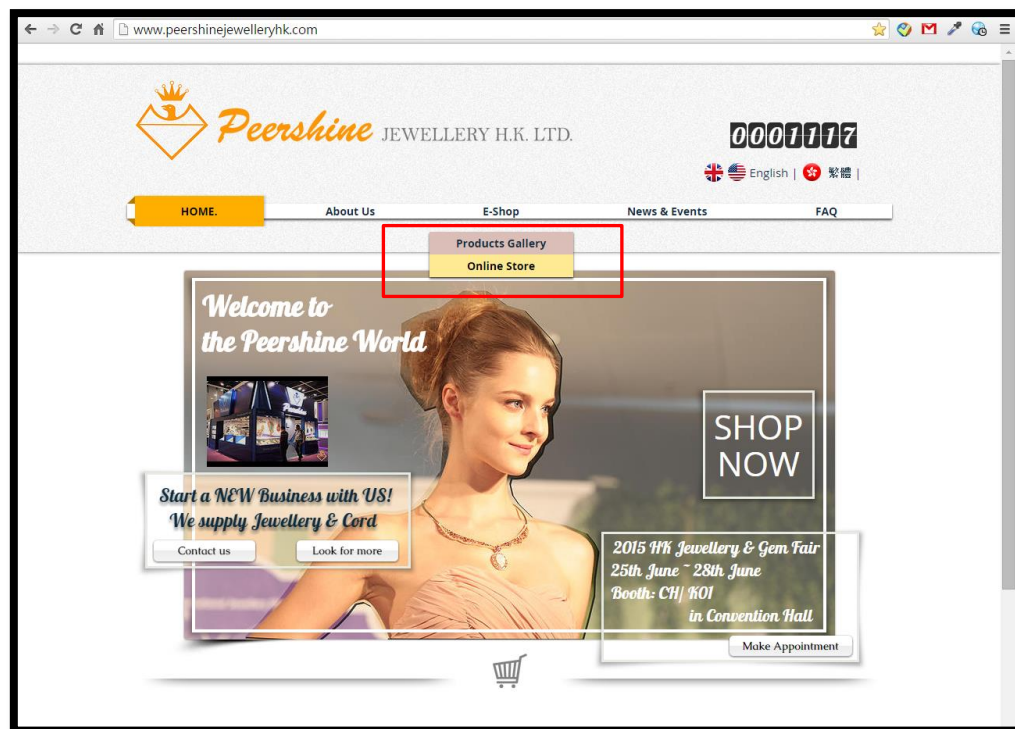 www.peershinejewelleryhk.com
Peershine JEWELLERY H.K. LTD.
0001117
English | 繁體 |
HOME. About Us E-Shop News & Events FAQ
Products Gallery
Online Store
Welcome to
the Peershine World
SHOP
NOW
Start a NEW Business with US!
We supply Jewellery & Cord
Contact us Look for more
2015 HK Jewellery & Gem Fair
25th June ~ 28th June
Booth: CH/ K01
in Convention Hall
Make Appointment